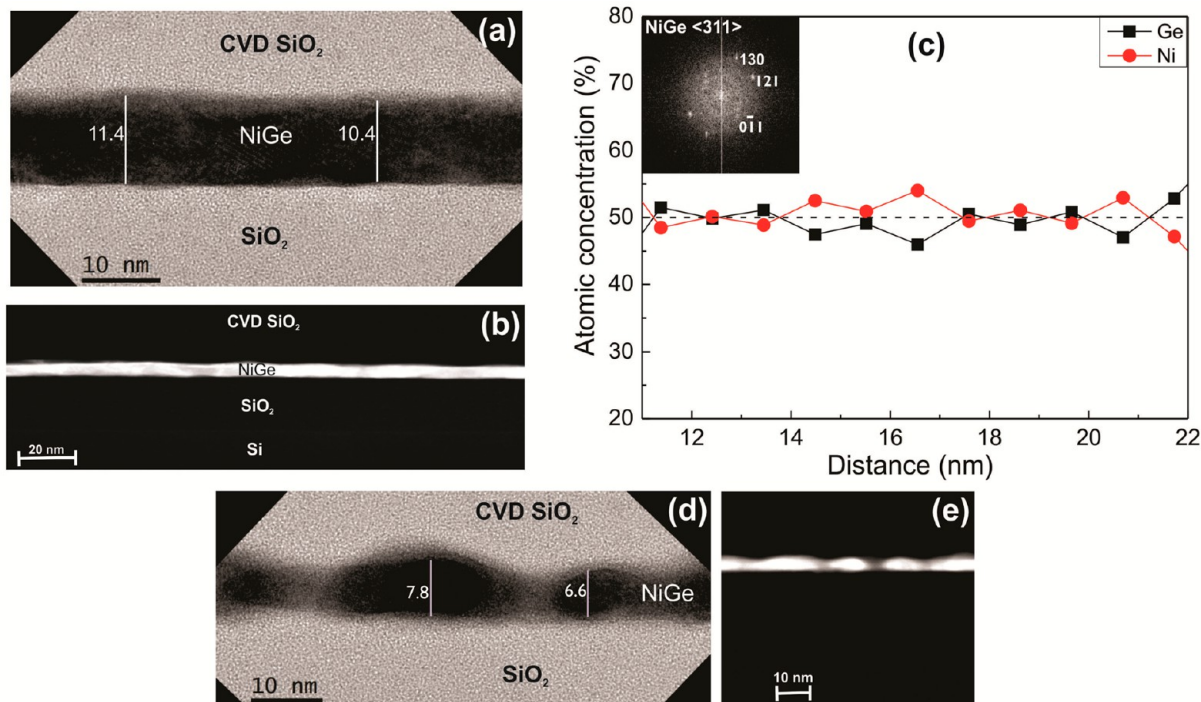 (a)
CVD SiO₂
11.4
NiGe
10.4
SiO₂
10 nm
(b)
CVD SiO₂
NiGe
SiO₂
20 nm
Si
(c)
NiGe <311>
-130
-121
0-11
Ge
Ni
Atomic concentration (%)
80
70
60
50
40
30
20
12 14 16 18 20 22
Distance (nm)
(d)
CVD SiO₂
7.8
6.6
NiGe
SiO₂
10 nm
(e)
10 nm